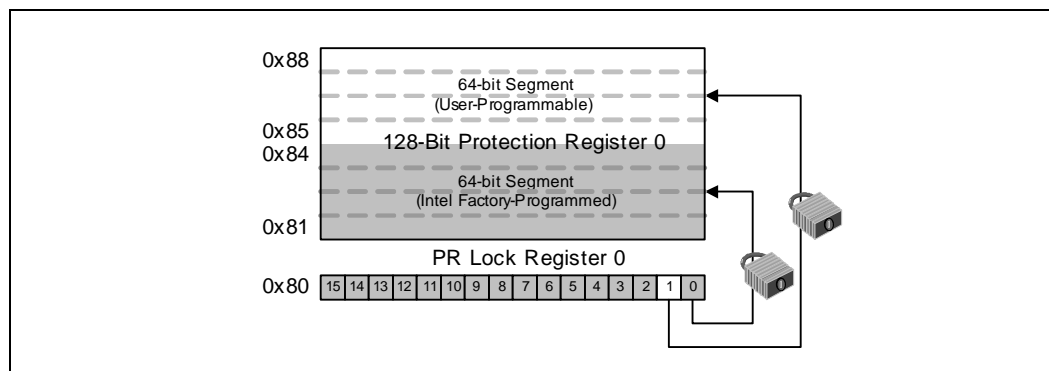 0x88
64-bit Segment
(User-Programmable)
0x85
128-Bit Protection Register 0
0x84
64-bit Segment
(Intel Factory-Programmed)
0x81
PR Lock Register 0
0x80 15 14 13 12 11 10 9 8 7 6 5 4 3 2 1 0